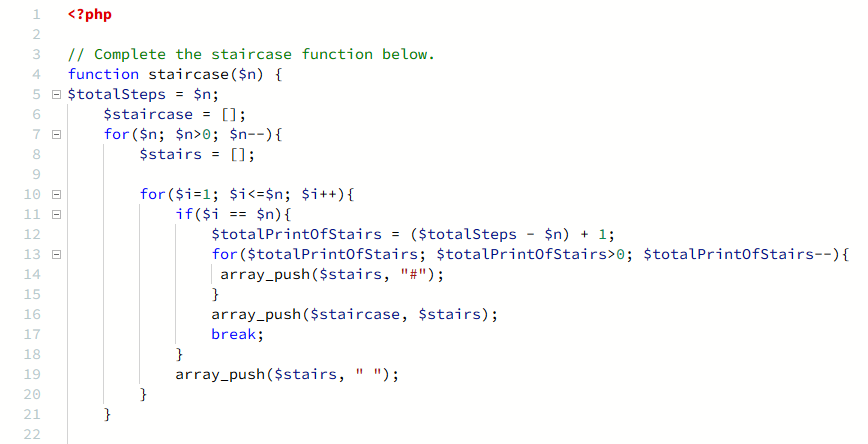 1 <?php
2
3 // Complete the staircase function below.
4 function staircase($n) {
5 $totalSteps = $n;
6     $staircase = [];
7     for($n; $n>0; $n--){
8         $stairs = [];
9
10         for($i=1; $i<=$n; $i++){
11             if($i == $n){
12                 $totalPrintOfStairs = ($totalSteps - $n) + 1;
13                 for($totalPrintOfStairs; $totalPrintOfStairs>0; $totalPrintOfStairs--){
14                  array_push($stairs, "#");
15                 }
16                 array_push($staircase, $stairs);
17                 break;
18             }
19             array_push($stairs, " ");
20         }
21     }
22